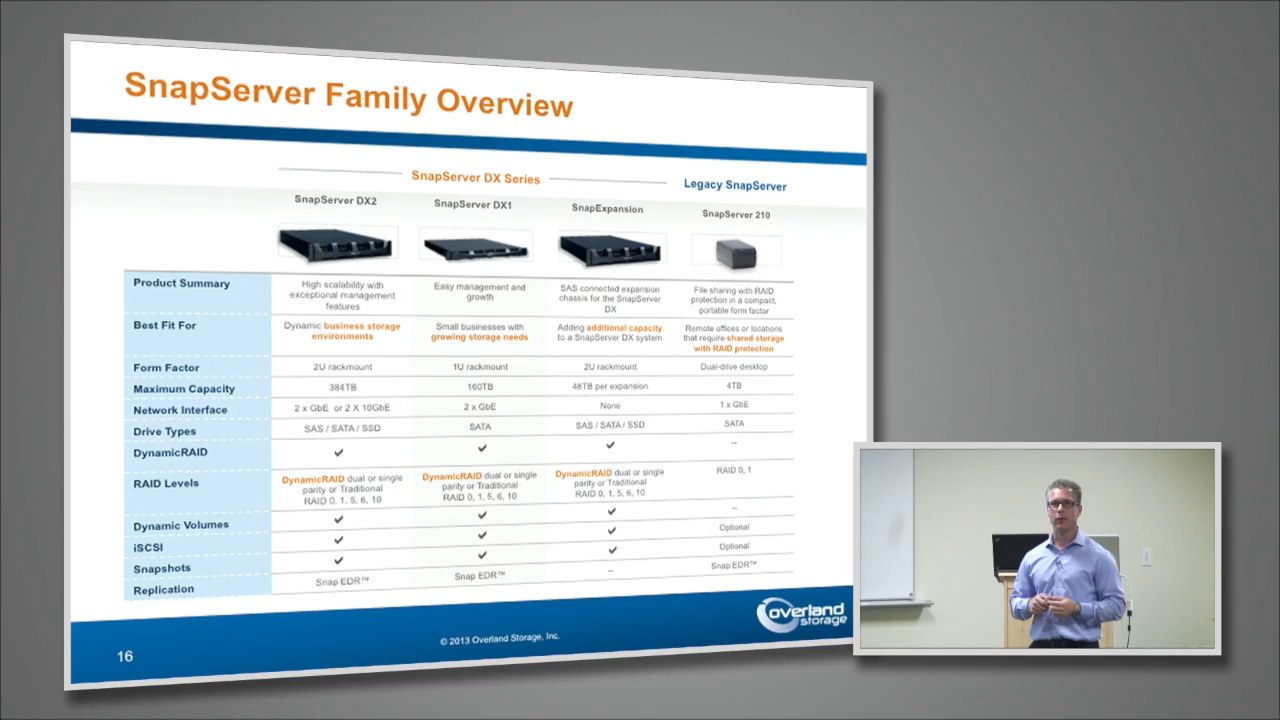 SnapServer Family Overview
SnapServer DX Series
Legacy SnapServer
SnapServer DX2
SnapServer DX1
SnapExpansion
SnapServer 210
Product Summary
High scalability with
exceptional management
features
Easy management and
growth
SAS connected expansion
chassis for the SnapServer
DX
File sharing with RAID
protection in a compact,
portable form factor
Best Fit For
Dynamic business storage
environments
Small businesses with
growing storage needs
Adding additional capacity
to a SnapServer DX system
Remote offices or locations
that require shared storage
with RAID protection
Form Factor
2U rackmount
1U rackmount
2U rackmount
Dual-drive desktop
Maximum Capacity
384TB
160TB
48TB per expansion
4TB
Network Interface
2 x GbE or 2 X 10GbE
2 x GbE
None
1 x GbE
Drive Types
SAS / SATA / SSD
SATA
SAS / SATA / SSD
SATA
DynamicRAID
✔
✔
✔
--
RAID Levels
DynamicRAID dual or single
parity or Traditional
RAID 0, 1, 5, 6, 10
DynamicRAID dual or single
parity or Traditional
RAID 0, 1, 5, 6, 10
DynamicRAID dual or single
parity or Traditional
RAID 0, 1, 5, 6, 10
RAID 0, 1
Dynamic Volumes
✔
✔
✔
--
iSCSI
✔
✔
✔
Optional
Snapshots
✔
✔
✔
Optional
Replication
Snap EDR™
Snap EDR™
--
Snap EDR™
16
© 2013 Overland Storage, Inc.
overland
storage